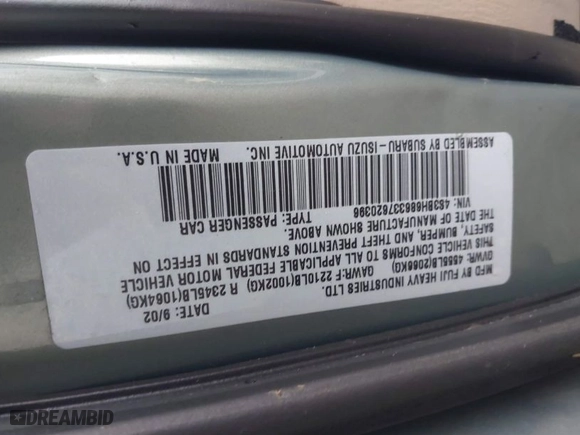 MFD BY FUJI HEAVY INDUSTRIES LTD. DATE: 9/02
GVWR: 4555LB(2066KG) GAWR: F 2210LB(1002KG) R 2345LB(1064KG)
THIS VEHICLE CONFORMS TO ALL APPLICABLE FEDERAL MOTOR VEHICLE
SAFETY, BUMPER, AND THEFT PREVENTION STANDARDS IN EFFECT ON
THE DATE OF MANUFACTURE SHOWN ABOVE.
VIN: 4S3BH686337620396 TYPE: PASSENGER CAR
ASSEMBLED BY SUBARU-ISUZU AUTOMOTIVE INC. MADE IN U.S.A.
DREAMBID